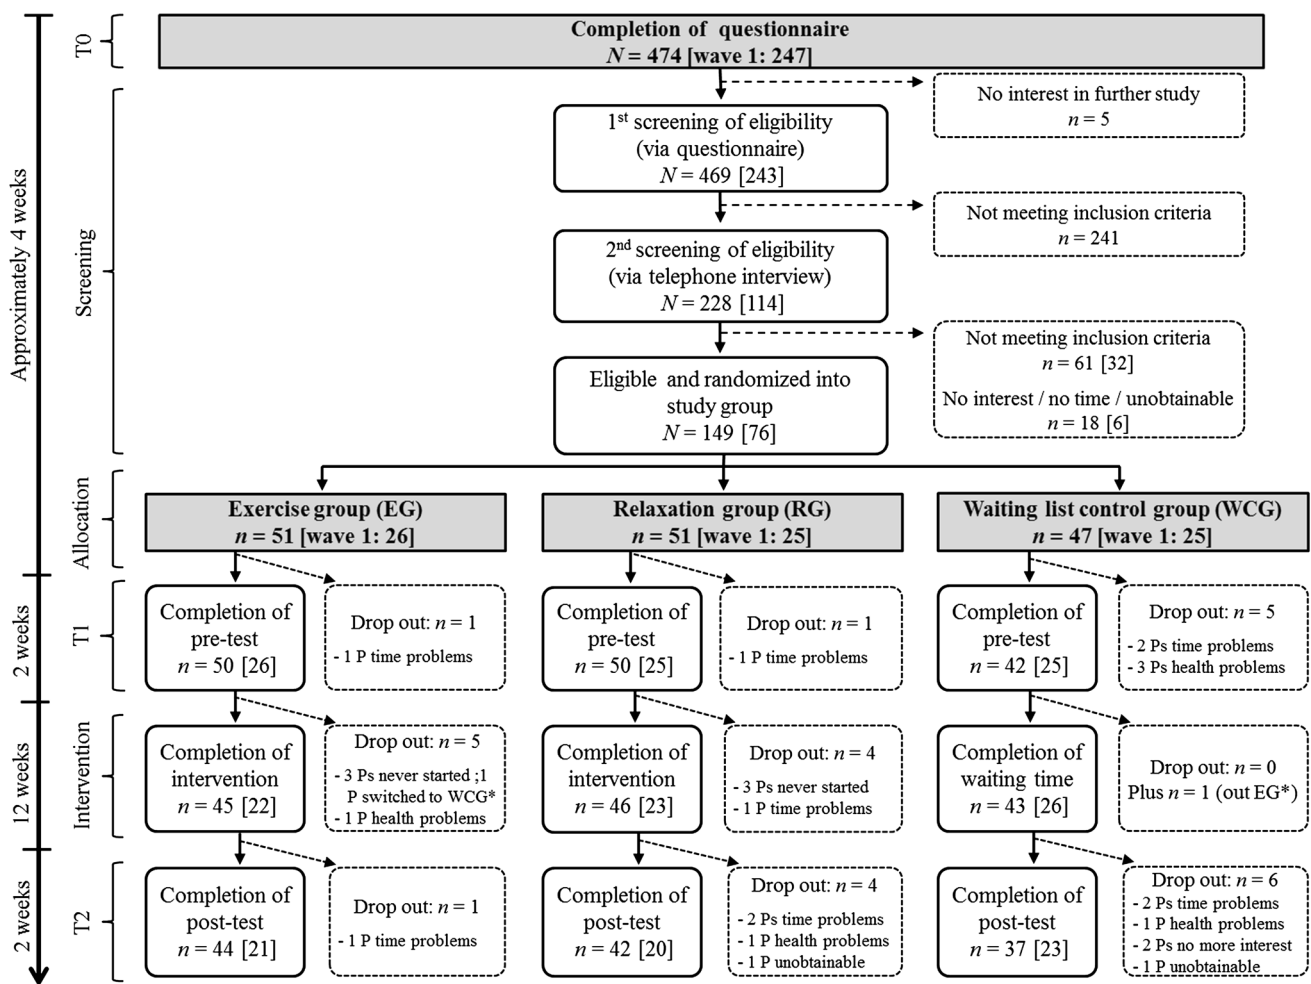 Completion of questionnaire
N = 474 [wave 1: 247]
T0
No interest in further study
n = 5
1st screening of eligibility
(via questionnaire)
N = 469 [243]
Not meeting inclusion criteria
n = 241
2nd screening of eligibility
(via telephone interview)
N = 228 [114]
Not meeting inclusion criteria
n = 61 [32]
No interest / no time / unobtainable
n = 18 [6]
Eligible and randomized into
study group
N = 149 [76]
Screening
Approximately 4 weeks
Allocation
Exercise group (EG)
n = 51 [wave 1: 26]
Relaxation group (RG)
n = 51 [wave 1: 25]
Waiting list control group (WCG)
n = 47 [wave 1: 25]
2 weeks
T1
Completion of
pre-test
n = 50 [26]
Drop out: n = 1
- 1 P time problems
Completion of
pre-test
n = 50 [25]
Drop out: n = 1
- 1 P time problems
Completion of
pre-test
n = 42 [25]
Drop out: n = 5
- 2 Ps time problems
- 3 Ps health problems
12 weeks
Intervention
Completion of
intervention
n = 45 [22]
Drop out: n = 5
- 3 Ps never started ;1
P switched to WCG*
- 1 P health problems
Completion of
intervention
n = 46 [23]
Drop out: n = 4
- 3 Ps never started
- 1 P time problems
Completion of
waiting time
n = 43 [26]
Drop out: n = 0
Plus n = 1 (out EG*)
2 weeks
T2
Completion of
post-test
n = 44 [21]
Drop out: n = 1
- 1 P time problems
Completion of
post-test
n = 42 [20]
Drop out: n = 4
- 2 Ps time problems
- 1 P health problems
- 1 P unobtainable
Completion of
post-test
n = 37 [23]
Drop out: n = 6
- 2 Ps time problems
- 1 P health problems
- 2 Ps no more interest
- 1 P unobtainable